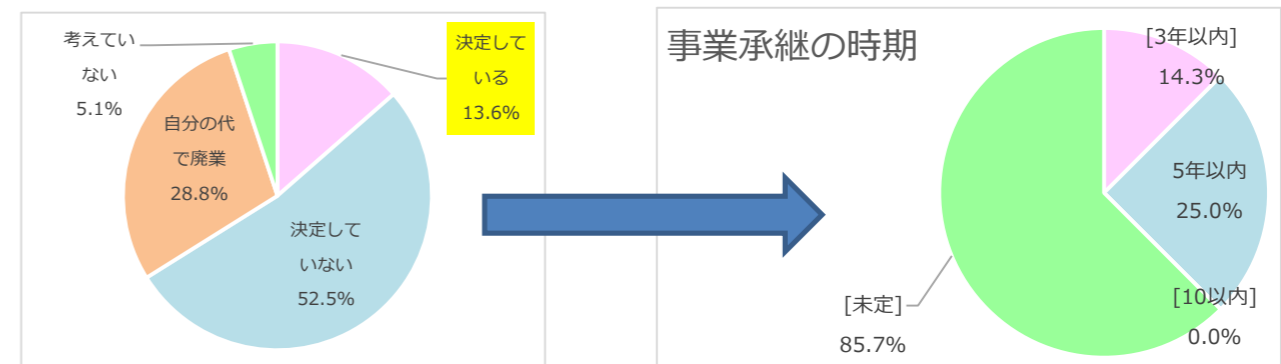 考えてい
ない
5.1%
決定して
いる
13.6%
自分の代
で廃業
28.8%
決定して
いない
52.5%
事業承継の時期
[3年以内]
14.3%
5年以内
25.0%
[10以内]
0.0%
[未定]
85.7%